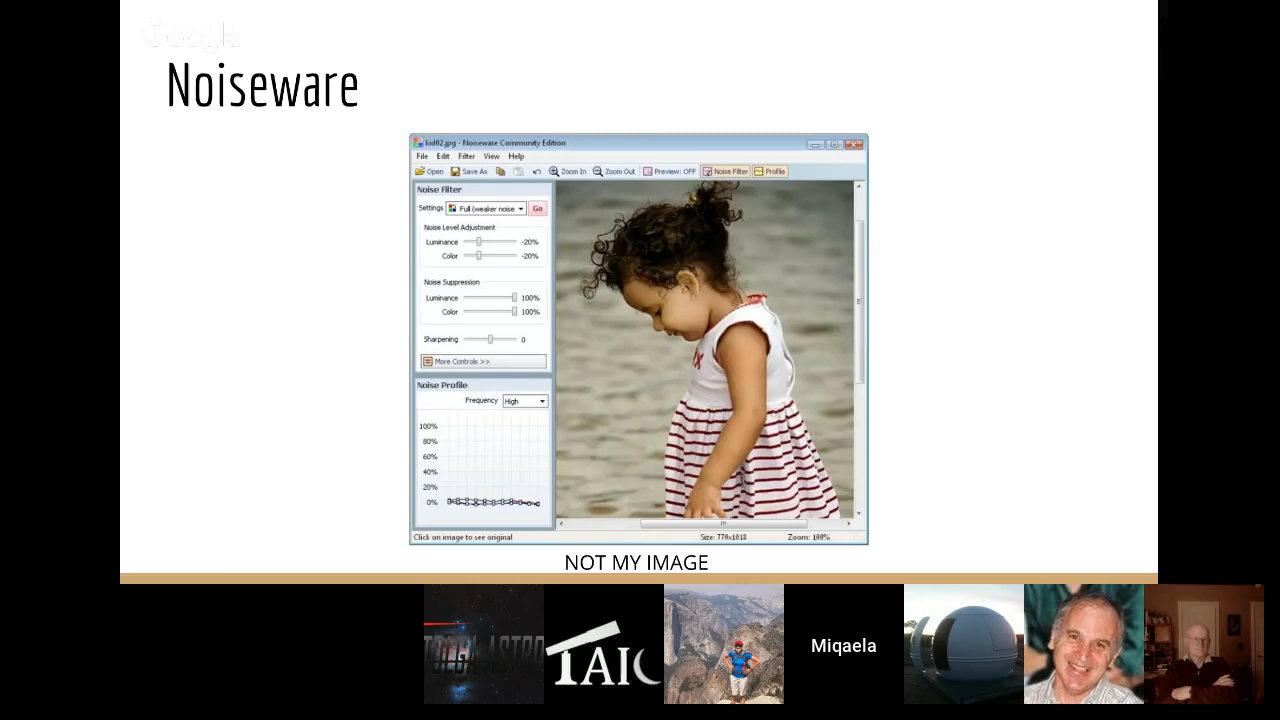 Google
Noiseware
kid02.jpg - Noiseware Community Edition
File Edit Filter View Help
Open Save As Zoom In Zoom Out Preview: OFF Noise Filter Profile
Noise Filter
Settings Full (weaker noise Go
Noise Level Adjustment
Luminance -20%
Color -20%
Noise Suppression
Luminance 100%
Color 100%
Sharpening 0
More Controls >>
Noise Profile
Frequency High
100%
80%
60%
40%
20%
0%
Click on image to see original Size: 770x1018 Zoom: 100%
NOT MY IMAGE
ASTRO
TAIC
Miqaela